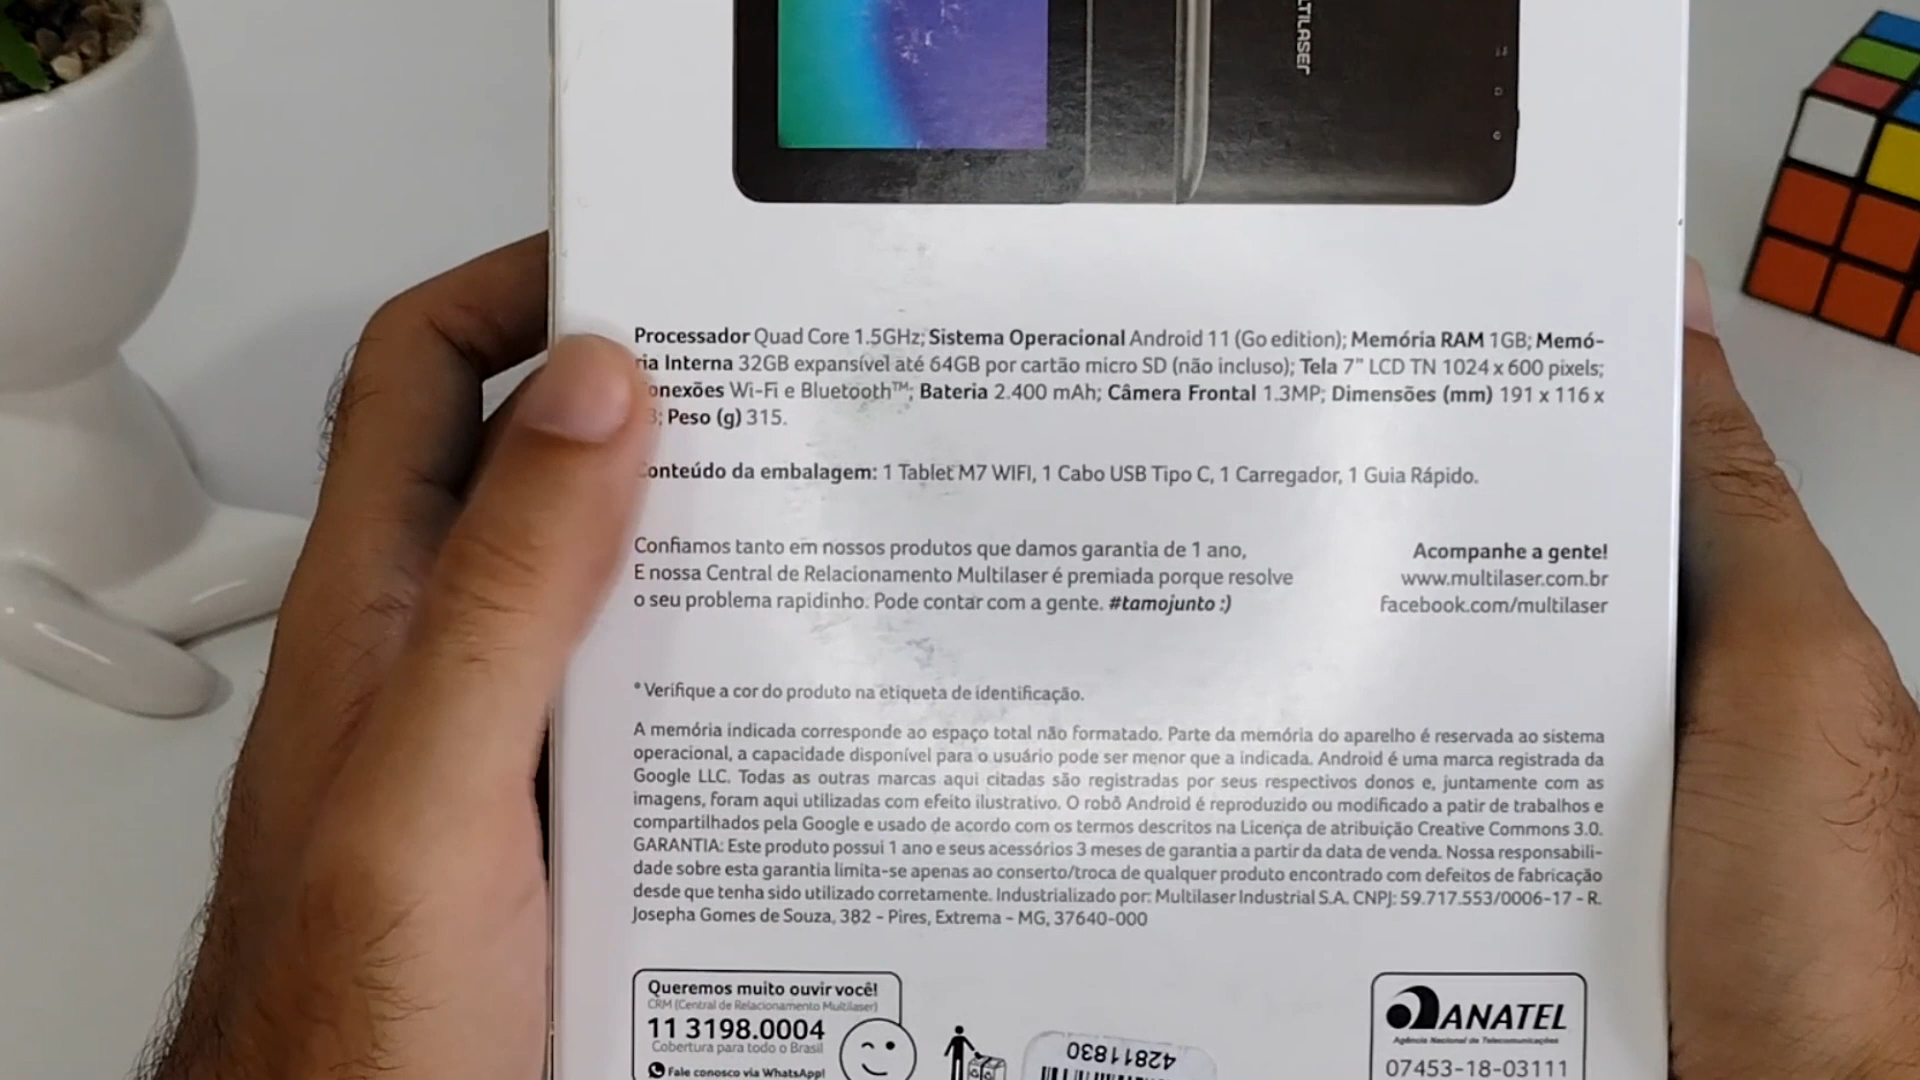 Processador Quad Core 1.5GHz; Sistema Operacional Android 11 (Go edition); Memória RAM 1GB; Memó-
ria Interna 32GB expansível até 64GB por cartão micro SD (não incluso); Tela 7" LCD TN 1024 x 600 pixels;
onexões Wi-Fi e Bluetooth™; Bateria 2.400 mAh; Câmera Frontal 1.3MP; Dimensões (mm) 191 x 116 x
; Peso (g) 315.
onteúdo da embalagem: 1 Tablet M7 WIFI, 1 Cabo USB Tipo C, 1 Carregador, 1 Guia Rápido.
Confiamos tanto em nossos produtos que damos garantia de 1 ano,
E nossa Central de Relacionamento Multilaser é premiada porque resolve
o seu problema rapidinho. Pode contar com a gente. #tamojunto :)
Acompanhe a gente!
www.multilaser.com.br
facebook.com/multilaser
*Verifique a cor do produto na etiqueta de identificação.
A memória indicada corresponde ao espaço total não formatado. Parte da memória do aparelho é reservada ao sistema
operacional, a capacidade disponível para o usuário pode ser menor que a indicada. Android é uma marca registrada da
Google LLC. Todas as outras marcas aqui citadas são registradas por seus respectivos donos e, juntamente com as
imagens, foram aqui utilizadas com efeito ilustrativo. O robô Android é reproduzido ou modificado a patir de trabalhos e
compartilhados pela Google e usado de acordo com os termos descritos na Licença de atribuição Creative Commons 3.0.
GARANTIA: Este produto possui 1 ano e seus acessórios 3 meses de garantia a partir da data de venda. Nossa responsabili-
dade sobre esta garantia limita-se apenas ao conserto/troca de qualquer produto encontrado com defeitos de fabricação
desde que tenha sido utilizado corretamente. Industrializado por: Multilaser Industrial S.A. CNPJ: 59.717.553/0006-17 - R.
Josepha Gomes de Souza, 382 - Pires, Extrema - MG, 37640-000
Queremos muito ouvir você!
CRM (Central de Relacionamento Multilaser)
11 3198.0004
Cobertura para todo o Brasil
Fale conosco via WhatsApp!
42811830
ANATEL
Agência Nacional de Telecomunicações
07453-18-03111